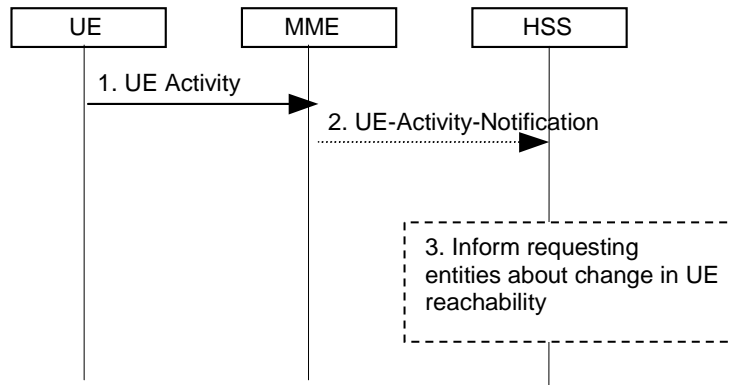 UE
MME
HSS
1. UE Activity
2. UE-Activity-Notification
3. Inform requesting
entities about change in UE
reachability